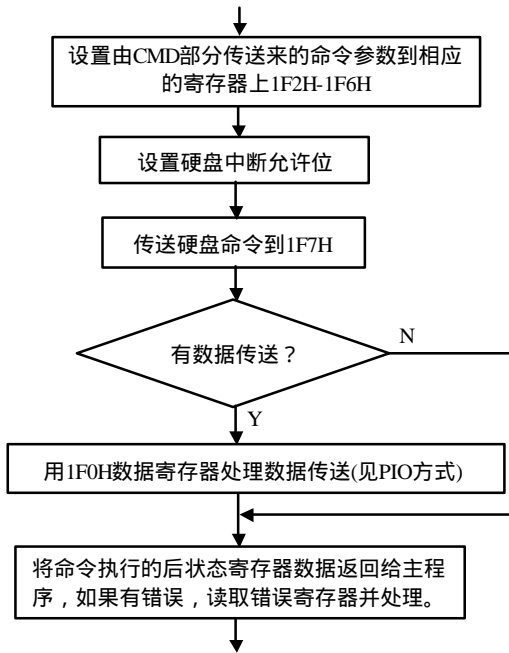 设置由CMD部分传送来的命令参数到相应
的寄存器上1F2H-1F6H
设置硬盘中断允许位
传送硬盘命令到1F7H
有数据传送？
N
Y
用1F0H数据寄存器处理数据传送(见PIO方式)
将命令执行的后状态寄存器数据返回给主程
序，如果有错误，读取错误寄存器并处理。